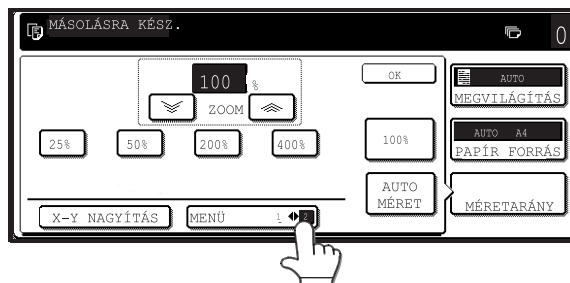 MÁSOLÁSRA KÉSZ.
0
100 %
ZOOM
OK
AUTO
MEGVILÁGÍTÁS
25% 50% 200% 400% 100%
AUTO A4
PAPÍR FORRÁS
AUTO
MÉRET
X-Y NAGYÍTÁS MENÜ 1 2
MÉRETARÁNY